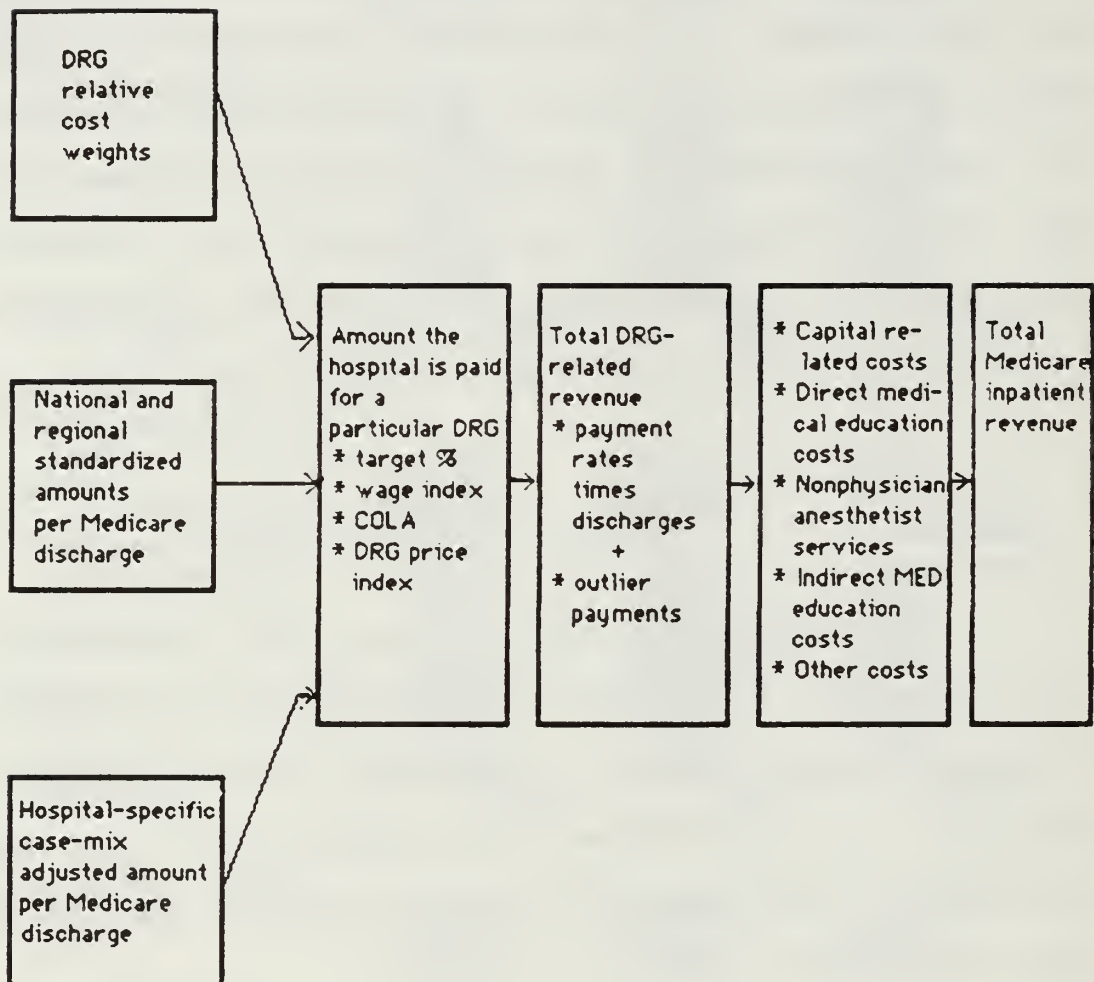 DRG
relative
cost
weights
National and
regional
standardized
amounts
per Medicare
discharge
Hospital-specific
case-mix
adjusted amount
per Medicare
discharge
Amount the
hospital is paid
for a
particular DRG
* target %
* wage index
* COLA
* DRG price
index
Total DRG-
related
revenue
* payment
rates
times
discharges
+
* outlier
payments
* Capital re-
lated costs
* Direct medi-
cal education
costs
* Nonphysician
anesthetist
services
* Indirect MED
education
costs
* Other costs
Total
Medicare
inpatient
revenue